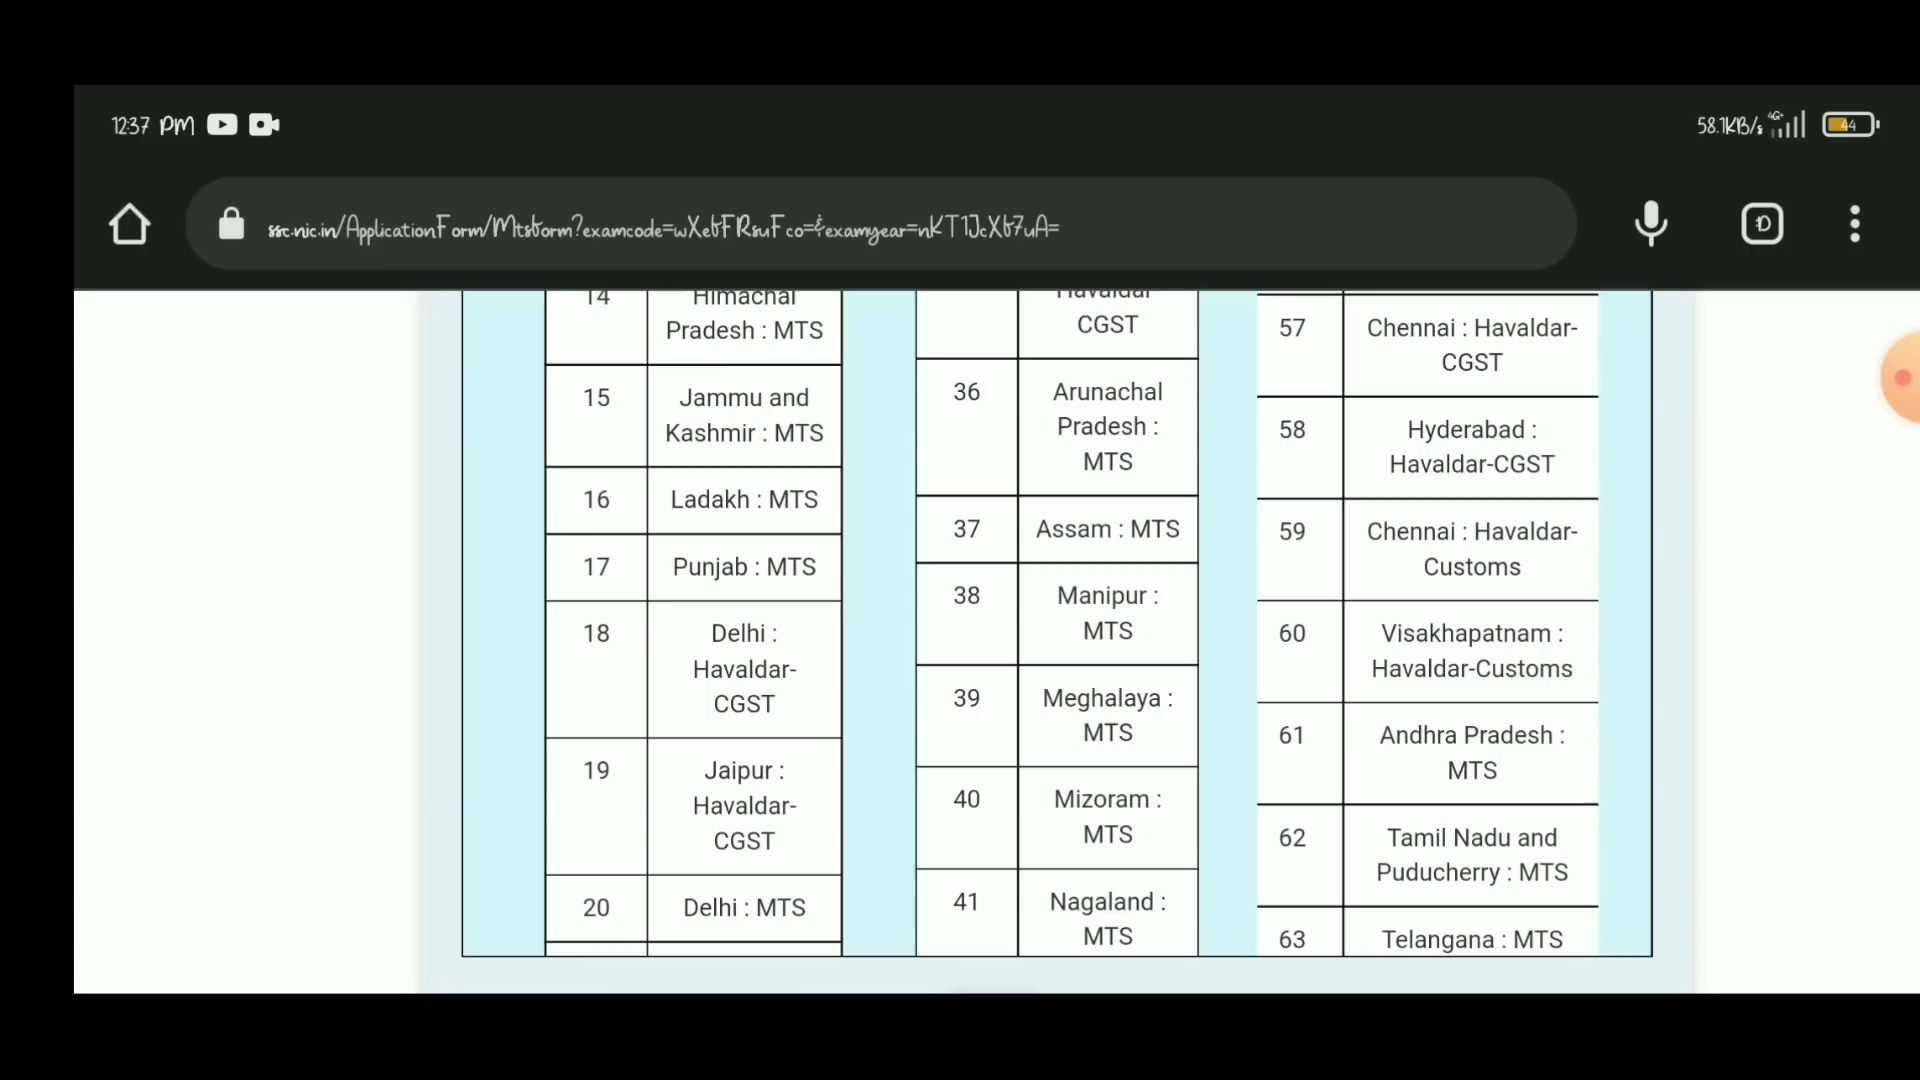 12:37 PM
58.1KB/s 4G+ 44
ssc.nic.in/ApplicationForm/Mtsform?examcode=wXebFRsuFco=&examyear=nKT1JcXb7uA=
14 Himachal
Pradesh : MTS
15 Jammu and
Kashmir : MTS
16 Ladakh : MTS
17 Punjab : MTS
18 Delhi :
Havaldar-
CGST
19 Jaipur :
Havaldar-
CGST
20 Delhi : MTS
Havaldar-
CGST
36 Arunachal
Pradesh :
MTS
37 Assam : MTS
38 Manipur :
MTS
39 Meghalaya :
MTS
40 Mizoram :
MTS
41 Nagaland :
MTS
57 Chennai : Havaldar-
CGST
58 Hyderabad :
Havaldar-CGST
59 Chennai : Havaldar-
Customs
60 Visakhapatnam :
Havaldar-Customs
61 Andhra Pradesh :
MTS
62 Tamil Nadu and
Puducherry : MTS
63 Telangana : MTS